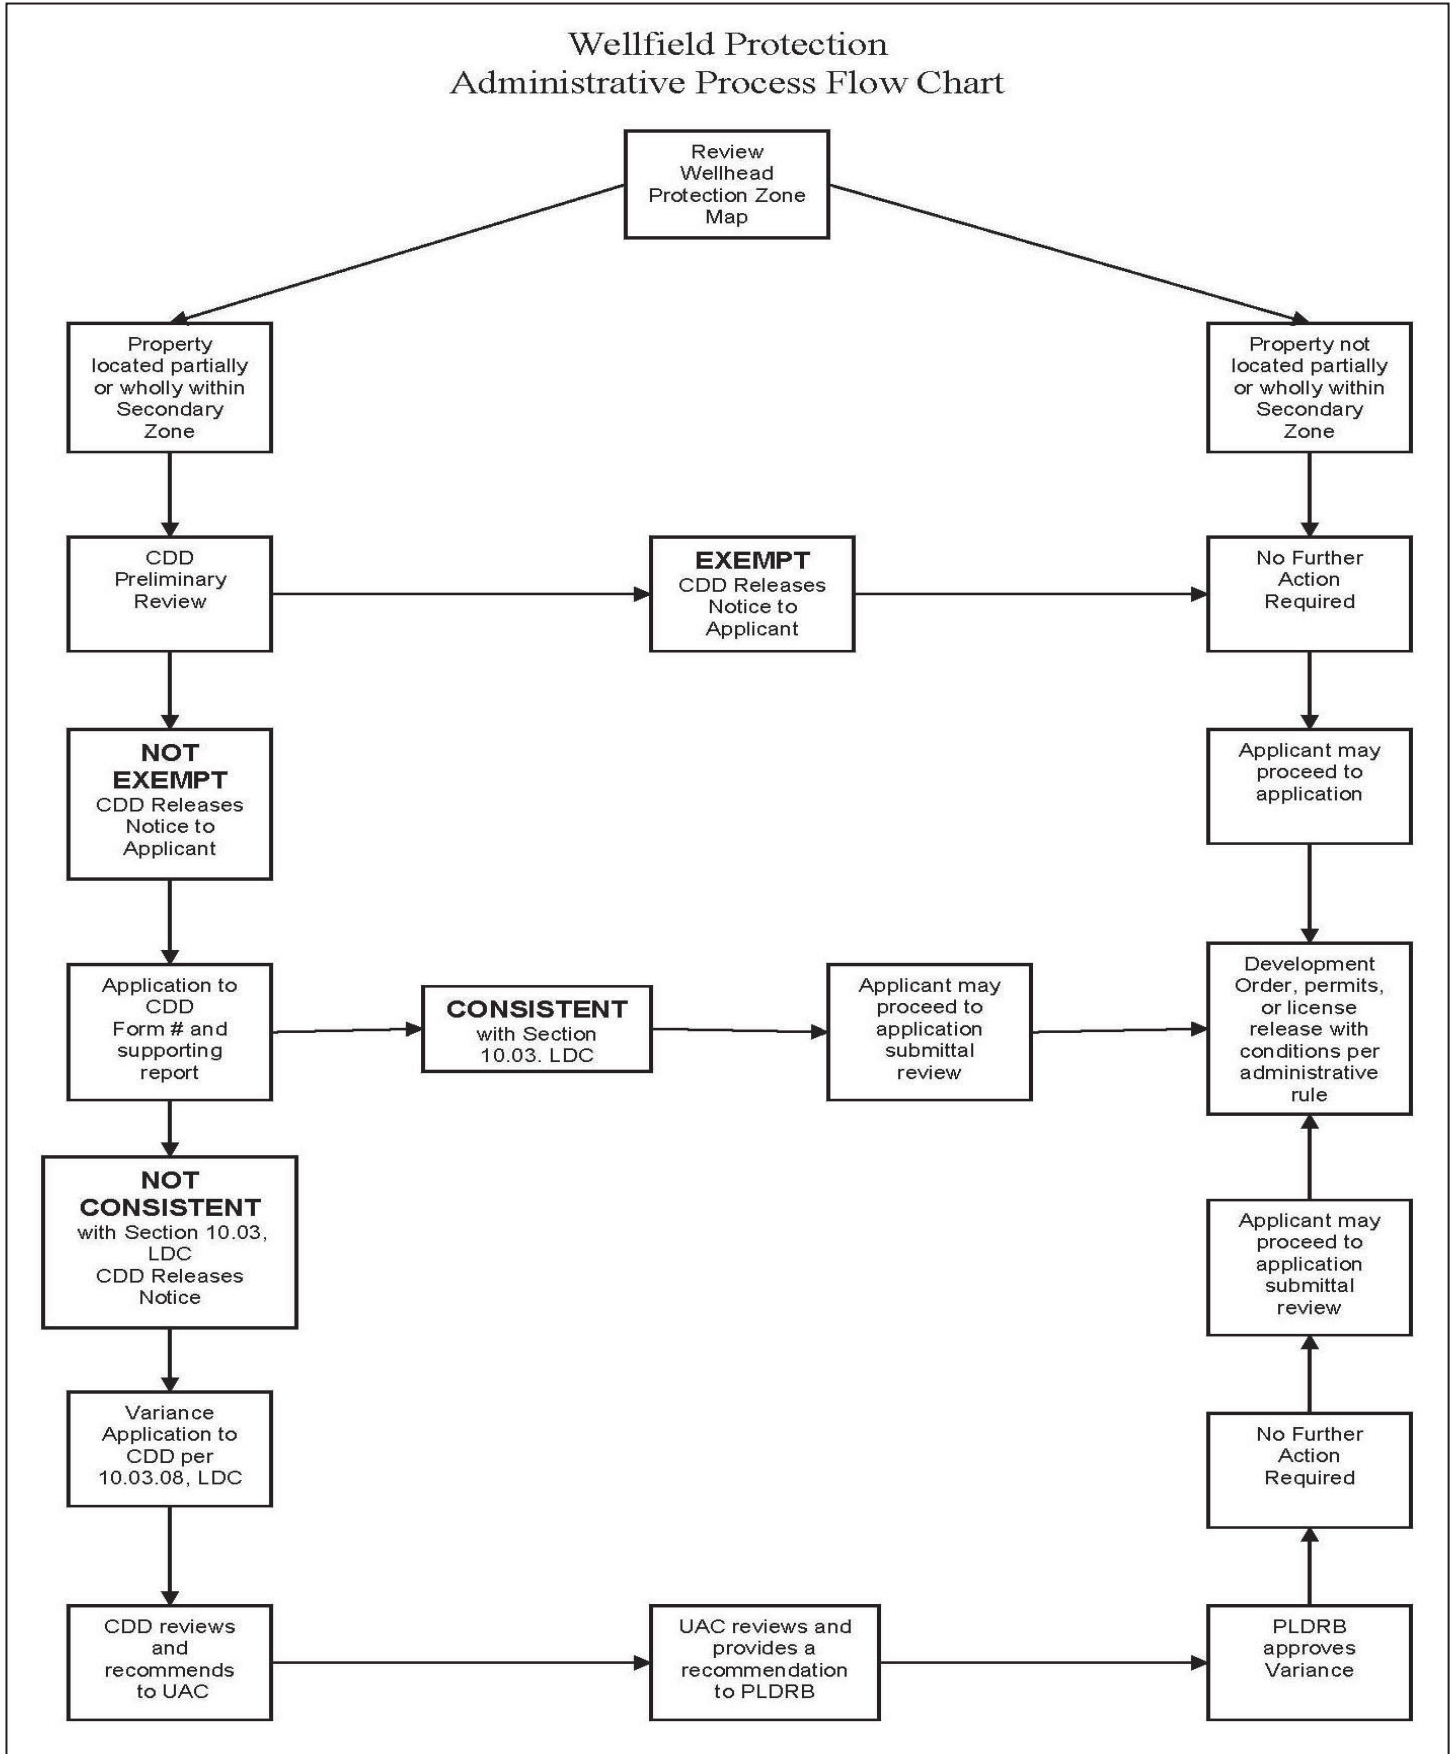 Wellfield Protection
Administrative Process Flow Chart
Review
Wellhead
Protection Zone
Map
Property
located partially
or wholly within
Secondary
Zone
Property not
located partially
or wholly within
Secondary
Zone
CDD
Preliminary
Review
EXEMPT
CDD Releases
Notice to
Applicant
No Further
Action
Required
NOT
EXEMPT
CDD Releases
Notice to
Applicant
Applicant may
proceed to
application
Application to
CDD
Form # and
supporting
report
CONSISTENT
with Section
10.03. LDC
Applicant may
proceed to
application
submittal
review
Development
Order, permits,
or license
release with
conditions per
administrative
rule
NOT
CONSISTENT
with Section 10.03,
LDC
CDD Releases
Notice
Applicant may
proceed to
application
submittal
review
Variance
Application to
CDD per
10.03.08, LDC
No Further
Action
Required
CDD reviews
and
recommends
to UAC
UAC reviews and
provides a
recommendation
to PLDRB
PLDRB
approves
Variance